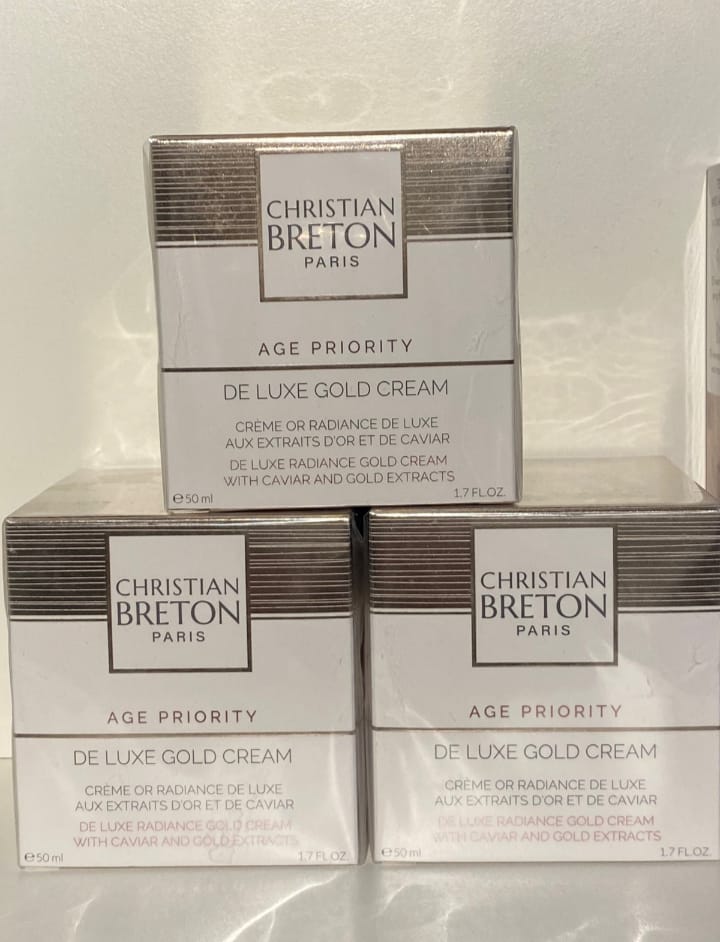 CHRISTIAN
BRETON
PARIS
AGE PRIORITY
DE LUXE GOLD CREAM
CRÈME OR RADIANCE DE LUXE
AUX EXTRAITS D'OR ET DE CAVIAR
DE LUXE RADIANCE GOLD CREAM
WITH CAVIAR AND GOLD EXTRACTS
℮50 ml 1.7 FL.OZ.
CHRISTIAN
BRETON
PARIS
AGE PRIORITY
DE LUXE GOLD CREAM
CRÈME OR RADIANCE DE LUXE
AUX EXTRAITS D'OR ET DE CAVIAR
DE LUXE RADIANCE GOLD CREAM
WITH CAVIAR AND GOLD EXTRACTS
℮50 ml 1.7 FL.OZ.
CHRISTIAN
BRETON
PARIS
AGE PRIORITY
DE LUXE GOLD CREAM
CRÈME OR RADIANCE DE LUXE
AUX EXTRAITS D'OR ET DE CAVIAR
DE LUXE RADIANCE GOLD CREAM
WITH CAVIAR AND GOLD EXTRACTS
℮50 ml 1.7 FL.OZ.